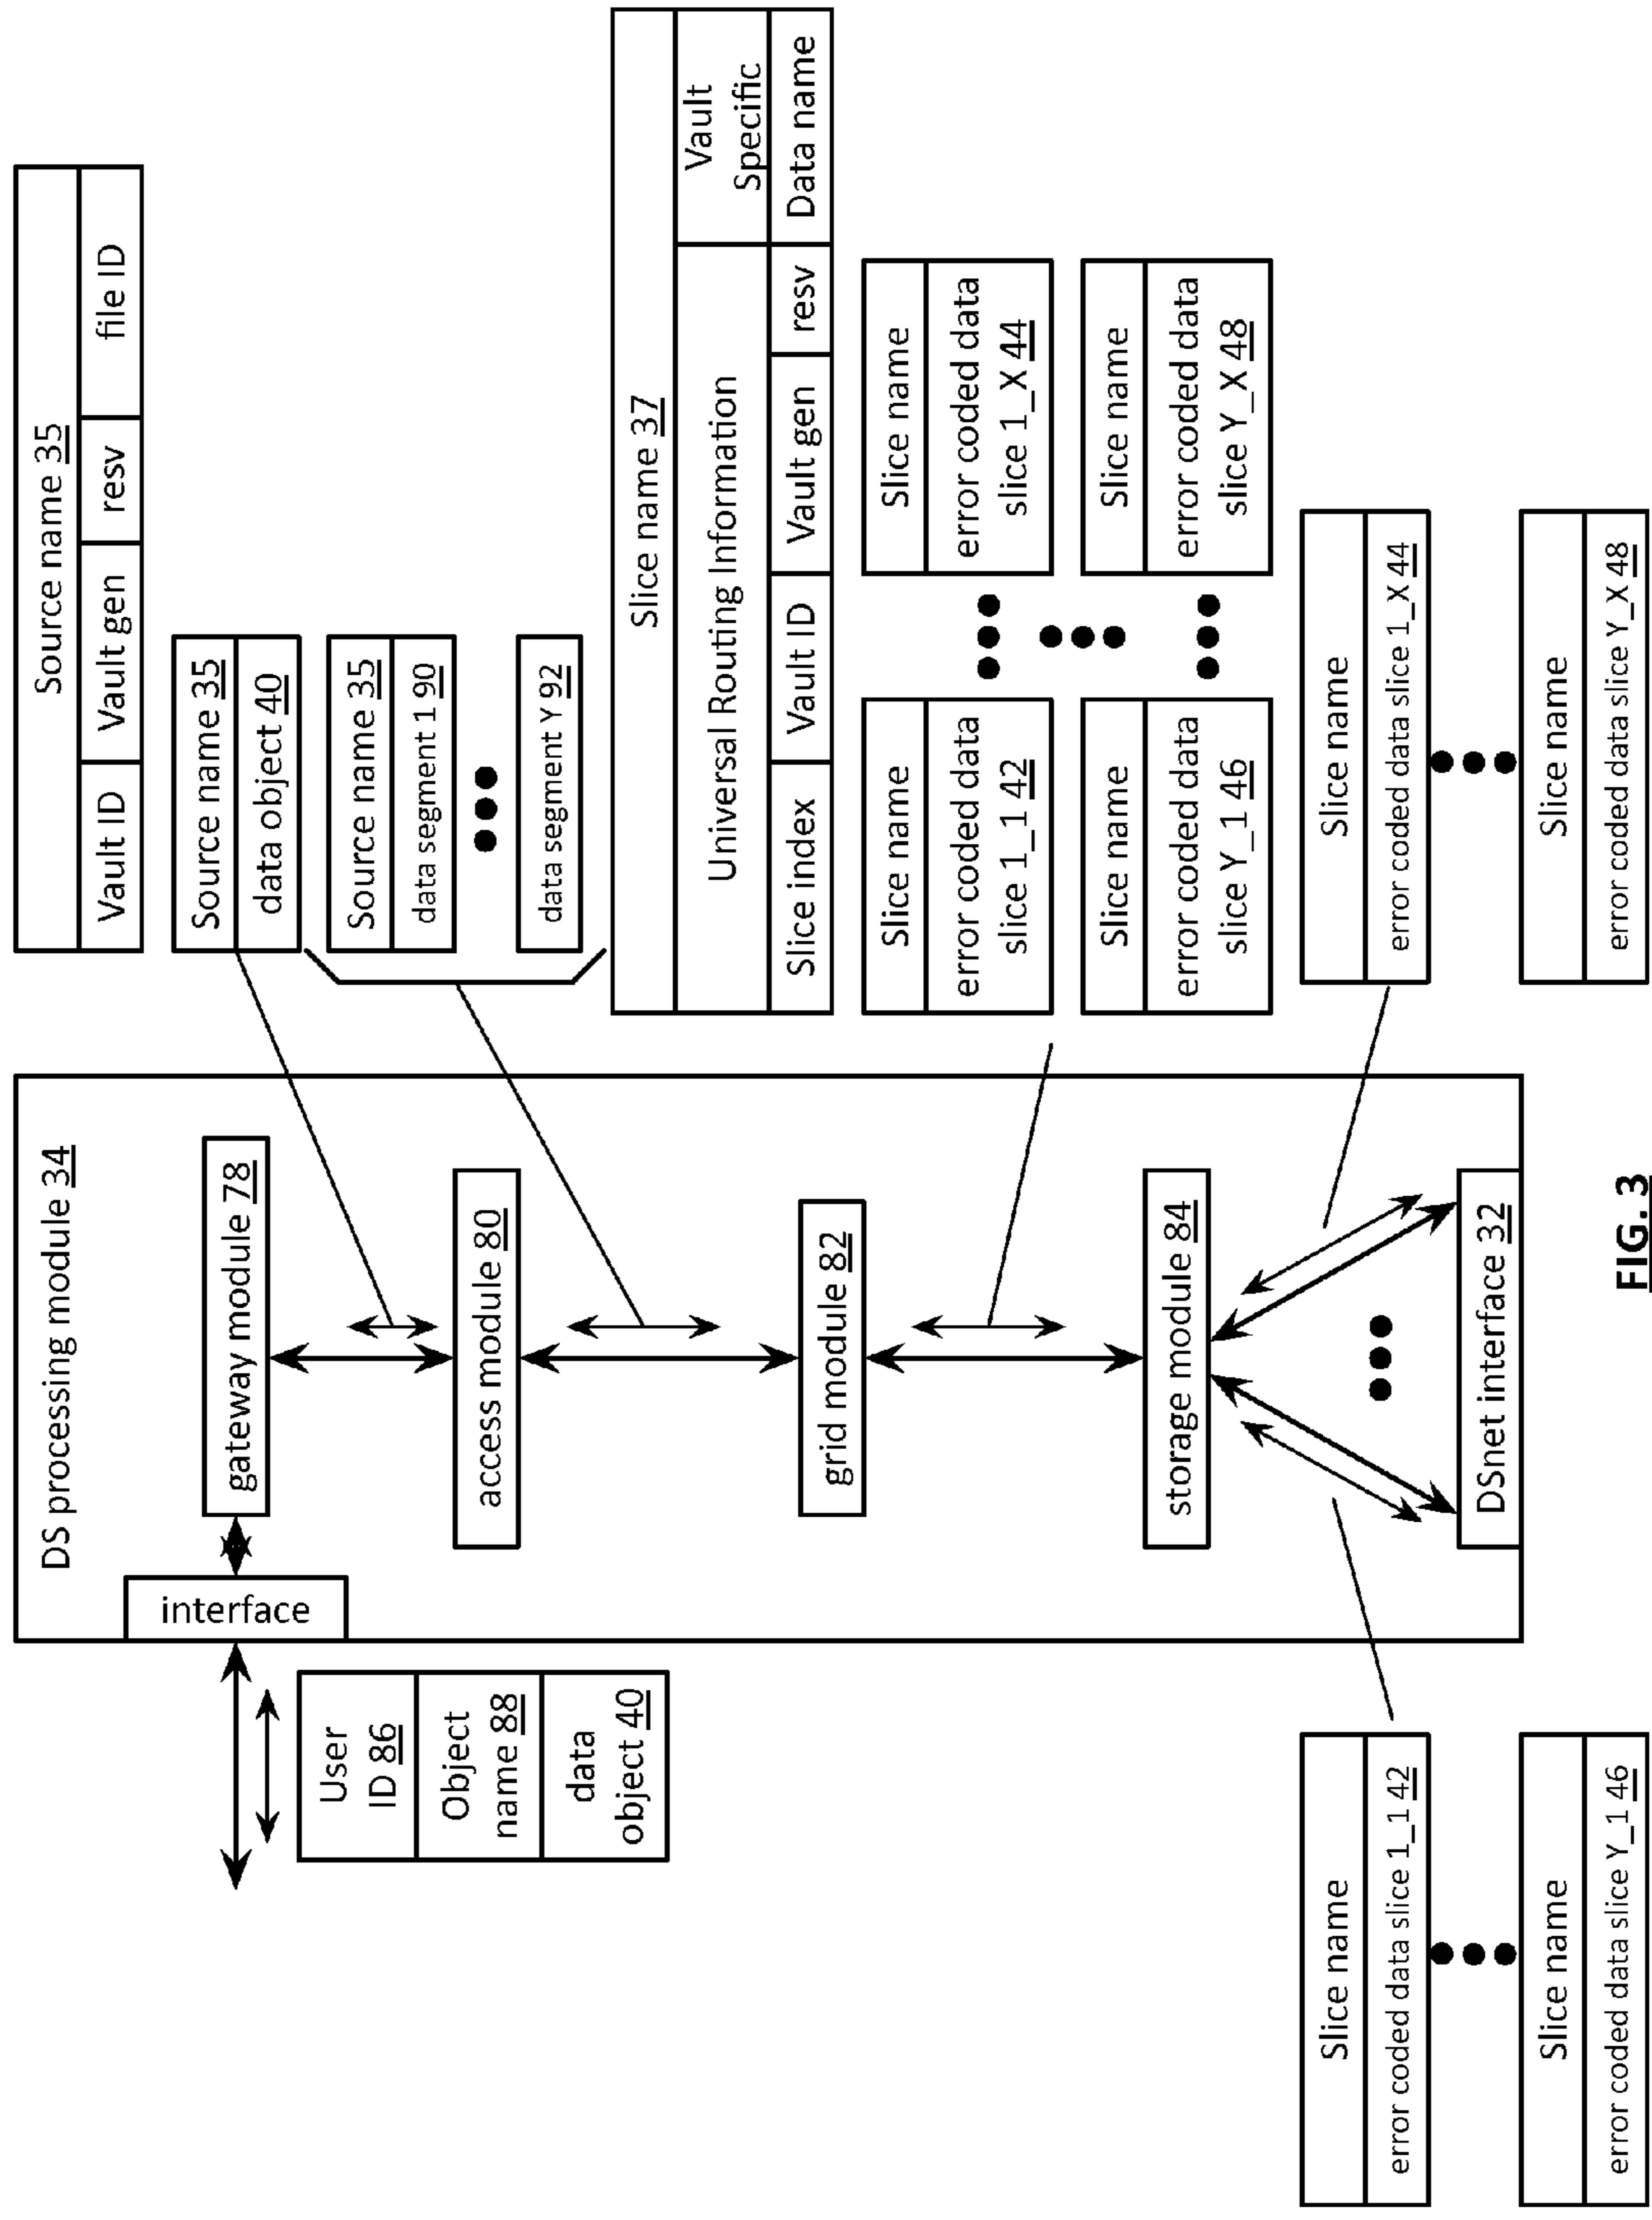 DS processing module 34
interface
gateway module 78
access module 80
grid module 82
storage module 84
DSnet interface 32
User
ID 86
Object
name 88
data
object 40
Source name 35
Vault ID
Vault gen
resv
file ID
Source name 35
data object 40
Source name 35
data segment 1 90
data segment Y 92
Slice name 37
Universal Routing Information
Vault
Specific
Slice index
Vault ID
Vault gen
resv
Data name
Slice name
error coded data
slice 1_1 42
Slice name
error coded data
slice 1_X 44
Slice name
error coded data
slice Y_1 46
Slice name
error coded data
slice Y_X 48
Slice name
error coded data slice 1_1 42
Slice name
error coded data slice Y_1 46
Slice name
error coded data slice 1_X 44
Slice name
error coded data slice Y_X 48
FIG. 3